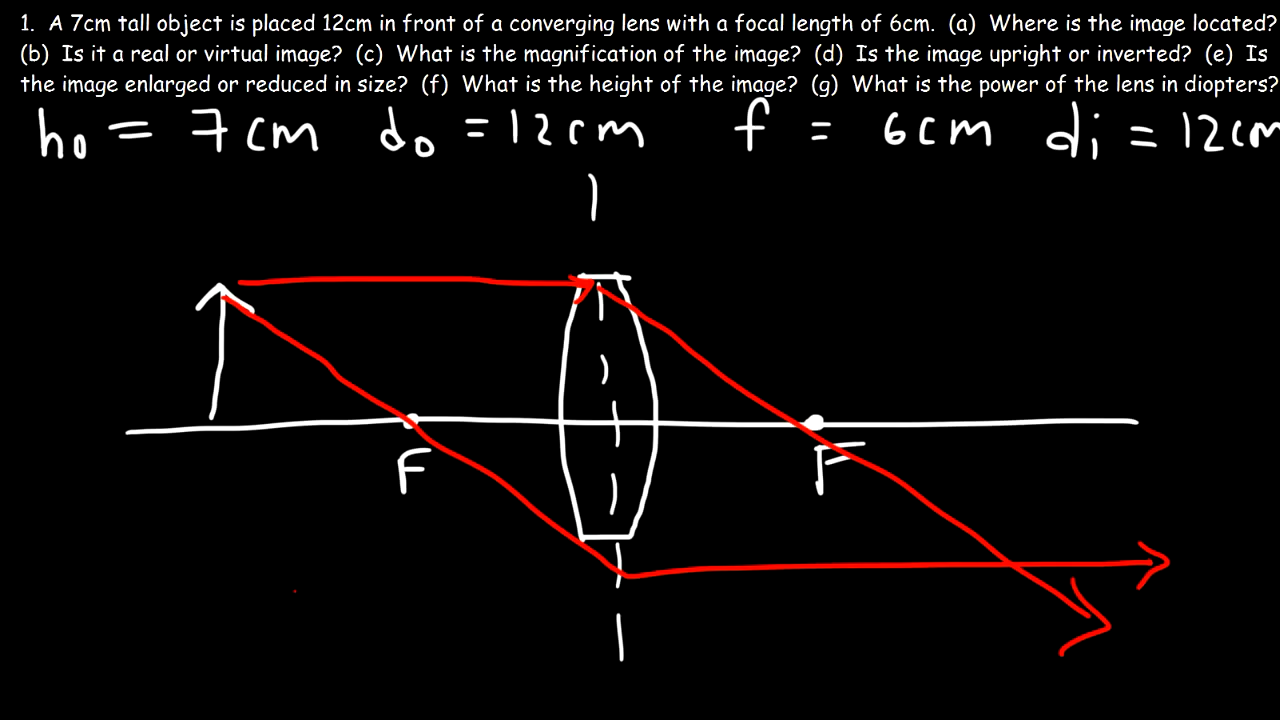 1. A 7cm tall object is placed 12cm in front of a converging lens with a focal length of 6cm. (a) Where is the image located?
(b) Is it a real or virtual image? (c) What is the magnification of the image? (d) Is the image upright or inverted? (e) Is
the image enlarged or reduced in size? (f) What is the height of the image? (g) What is the power of the lens in diopters?
ho = 7cm do = 12cm f = 6cm di = 12cm
F
F